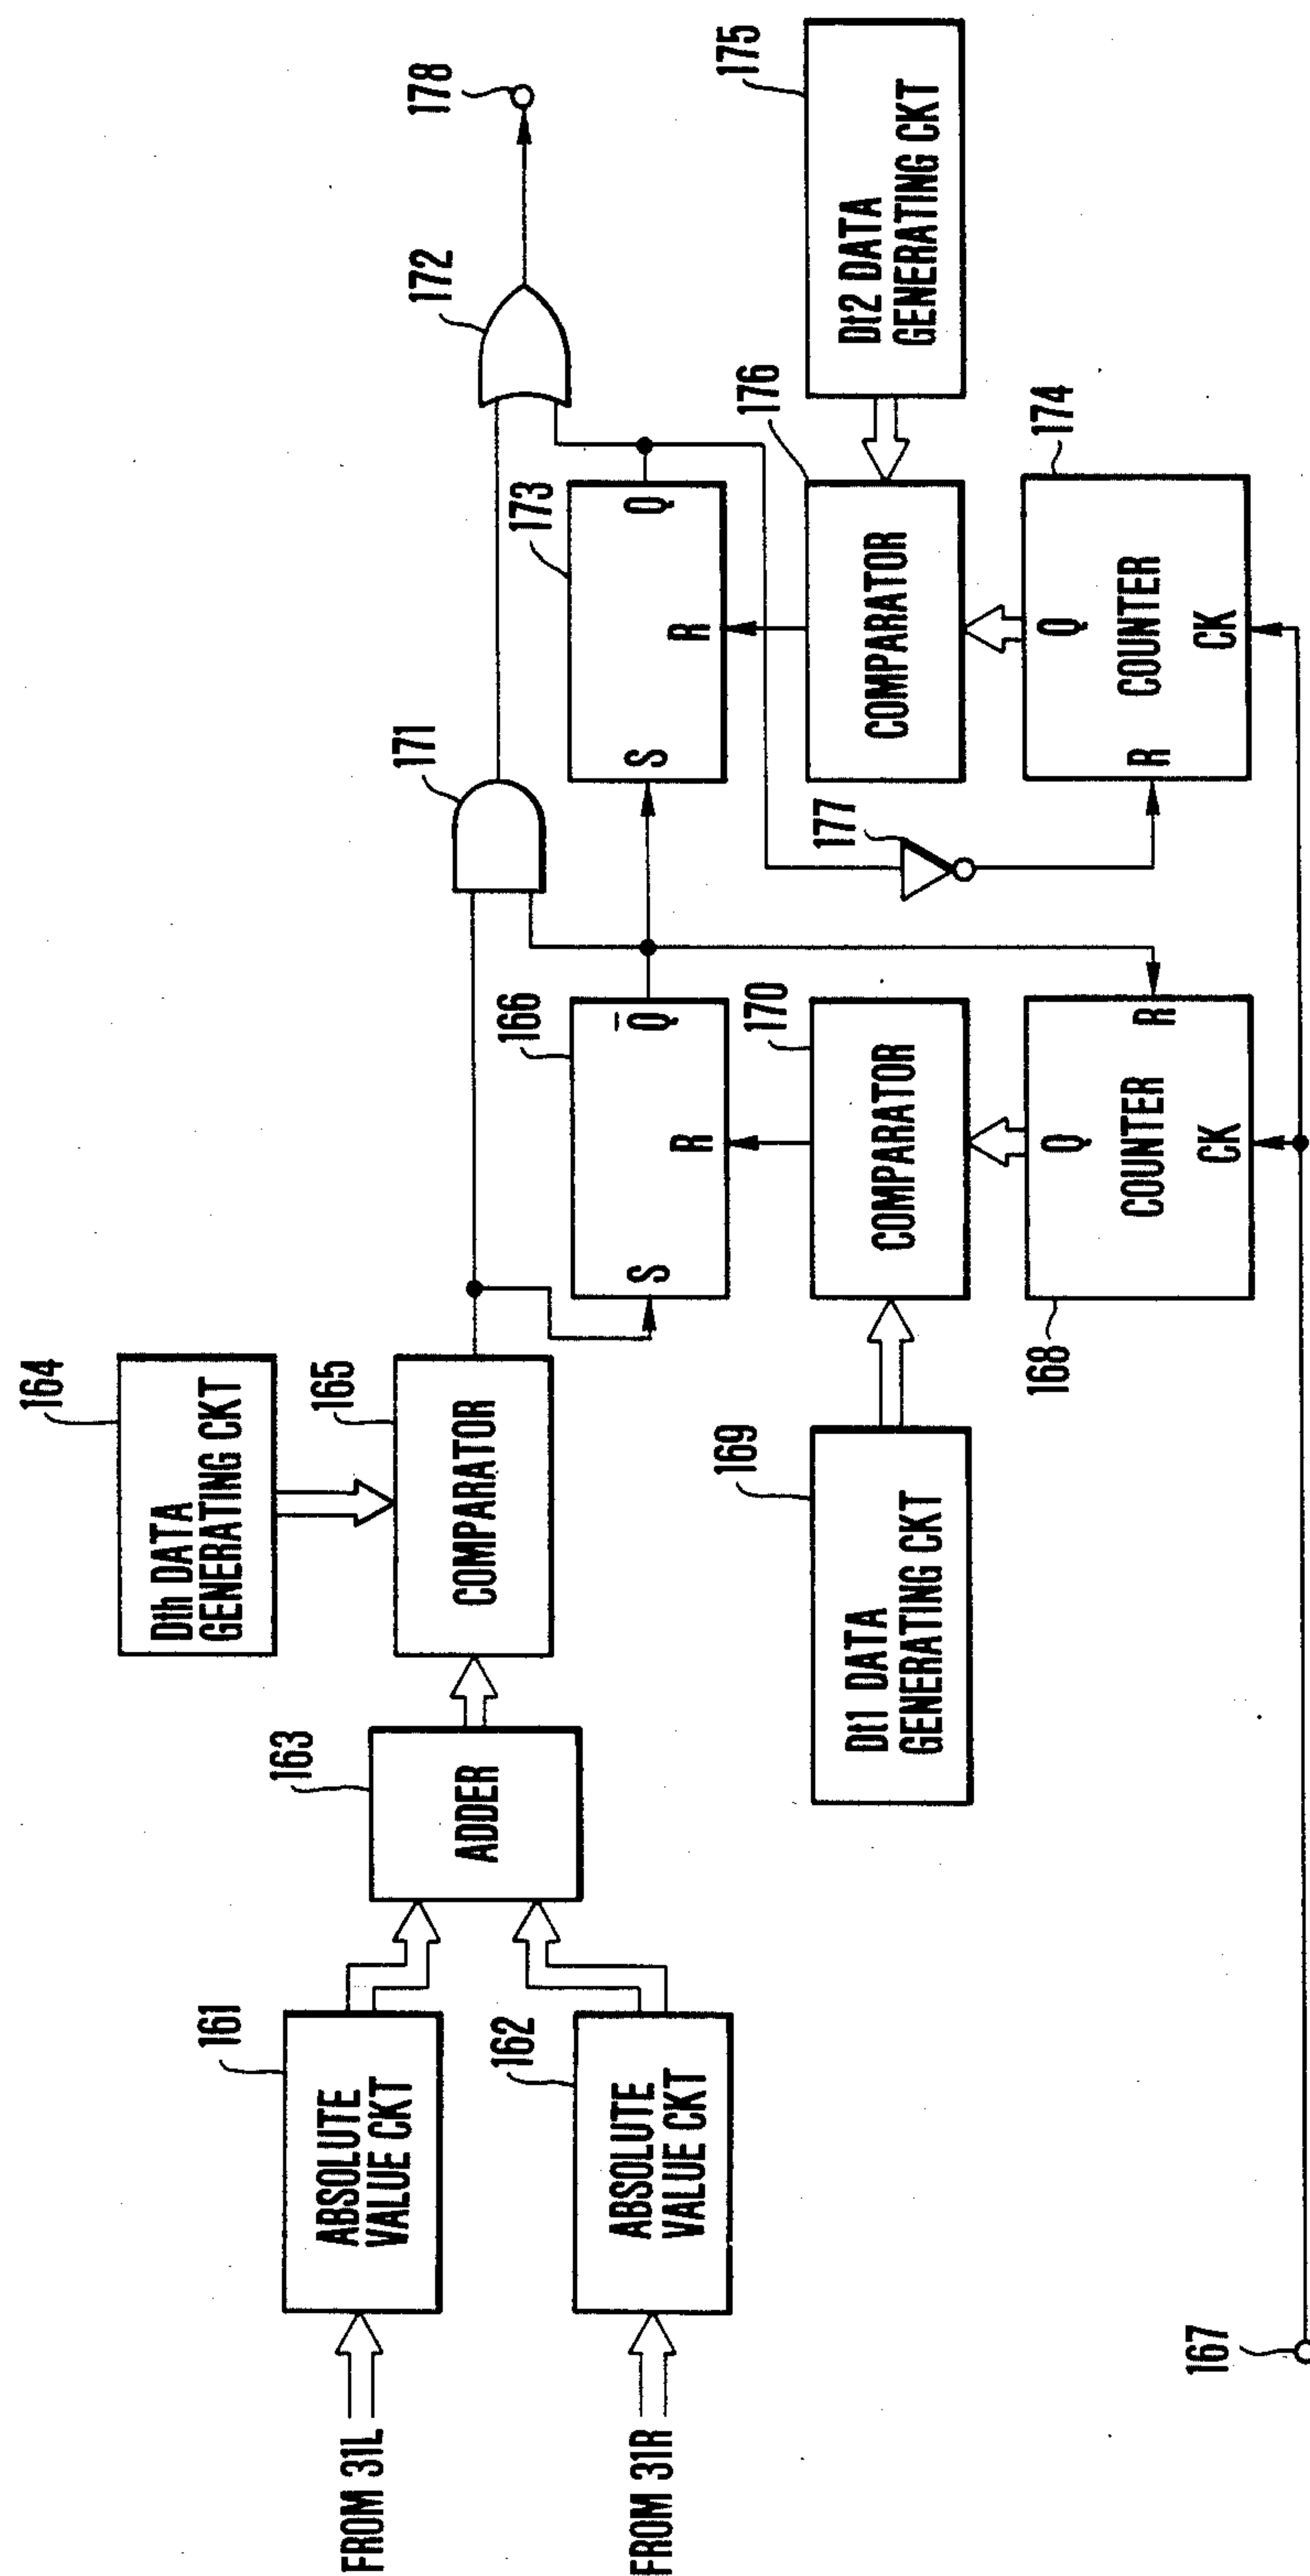 FROM 31L
FROM 31R
161
ABSOLUTE
VALUE CKT
162
ABSOLUTE
VALUE CKT
163
ADDER
164
Dth DATA
GENERATING CKT
165
COMPARATOR
166
S
R
Q̅
167
168
COUNTER
Q
R
CK
169
Dt1 DATA
GENERATING CKT
170
COMPARATOR
171
172
173
S
R
Q
174
COUNTER
Q
R
CK
175
Dt2 DATA
GENERATING CKT
176
COMPARATOR
177
178